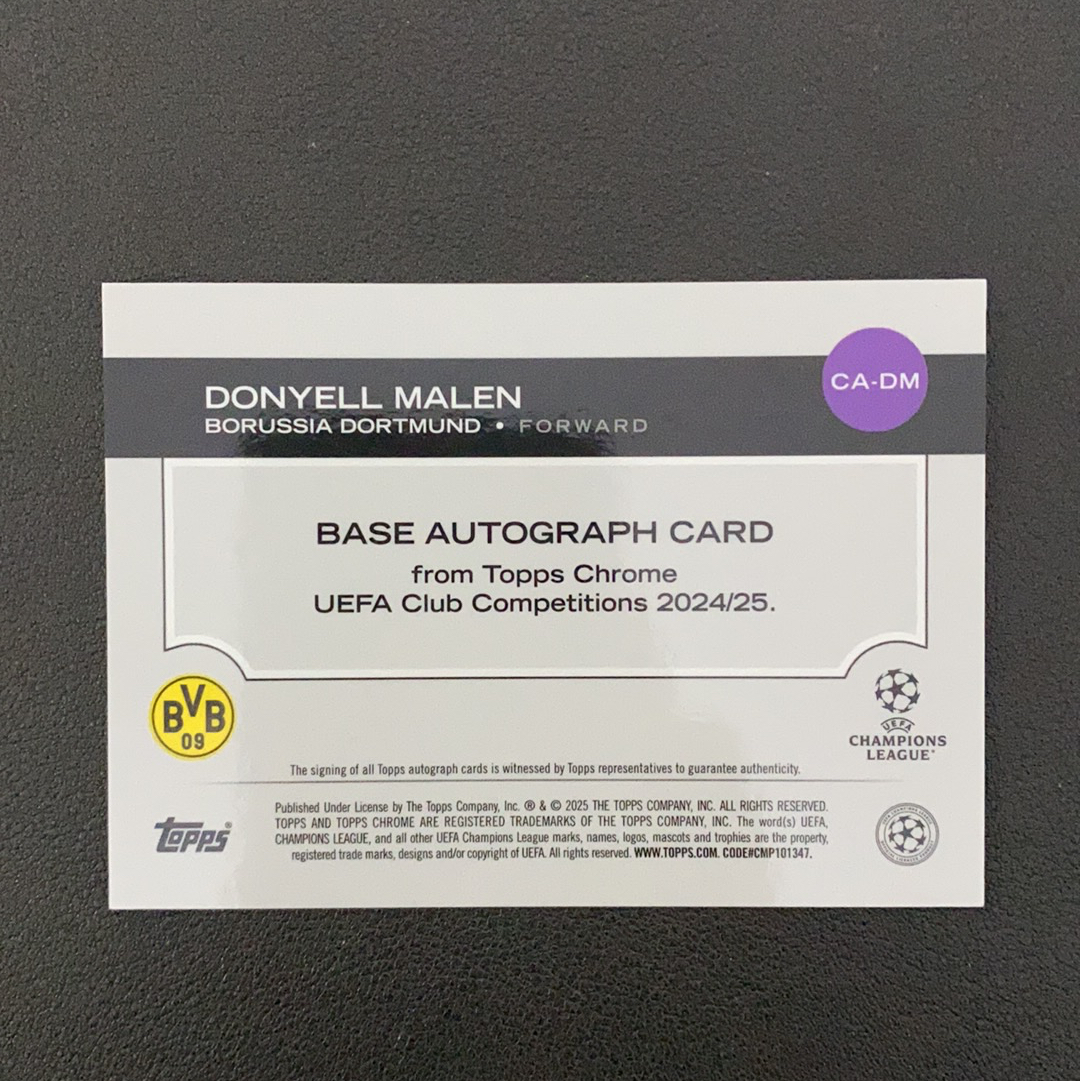 DONYELL MALEN
BORUSSIA DORTMUND • FORWARD
CA-DM
BASE AUTOGRAPH CARD
from Topps Chrome
UEFA Club Competitions 2024/25.
BVB
09
UEFA
CHAMPIONS
LEAGUE
The signing of all Topps autograph cards is witnessed by Topps representatives to guarantee authenticity.
topps®
Published Under License by The Topps Company, Inc. ® & © 2025 THE TOPPS COMPANY, INC. ALL RIGHTS RESERVED.
TOPPS AND TOPPS CHROME ARE REGISTERED TRADEMARKS OF THE TOPPS COMPANY, INC. The word(s) UEFA,
CHAMPIONS LEAGUE, and all other UEFA Champions League marks, names, logos, mascots and trophies are the property,
registered trade marks, designs and/or copyright of UEFA. All rights reserved. WWW.TOPPS.COM. CODE#CMP101347.